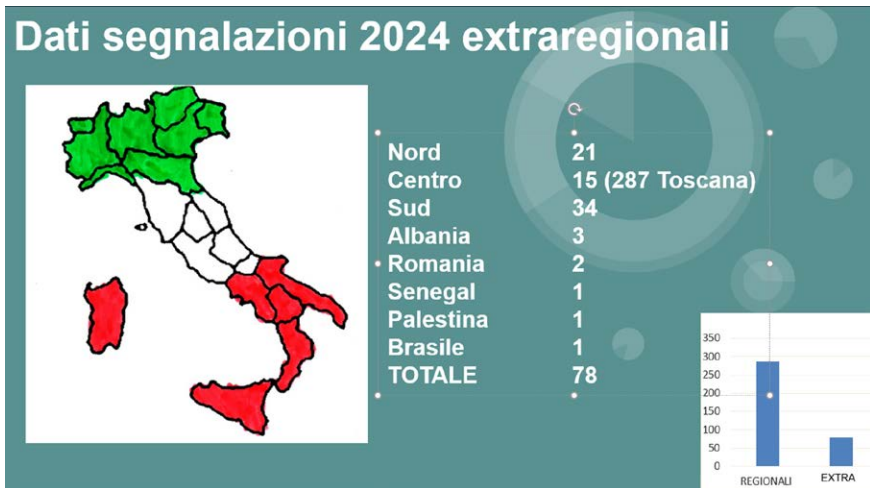 Dati segnalazioni 2024 extraregionali
Nord 21
Centro 15 (287 Toscana)
Sud 34
Albania 3
Romania 2
Senegal 1
Palestina 1
Brasile 1
TOTALE 78
350
300
250
200
150
100
50
0
REGIONALI EXTRA